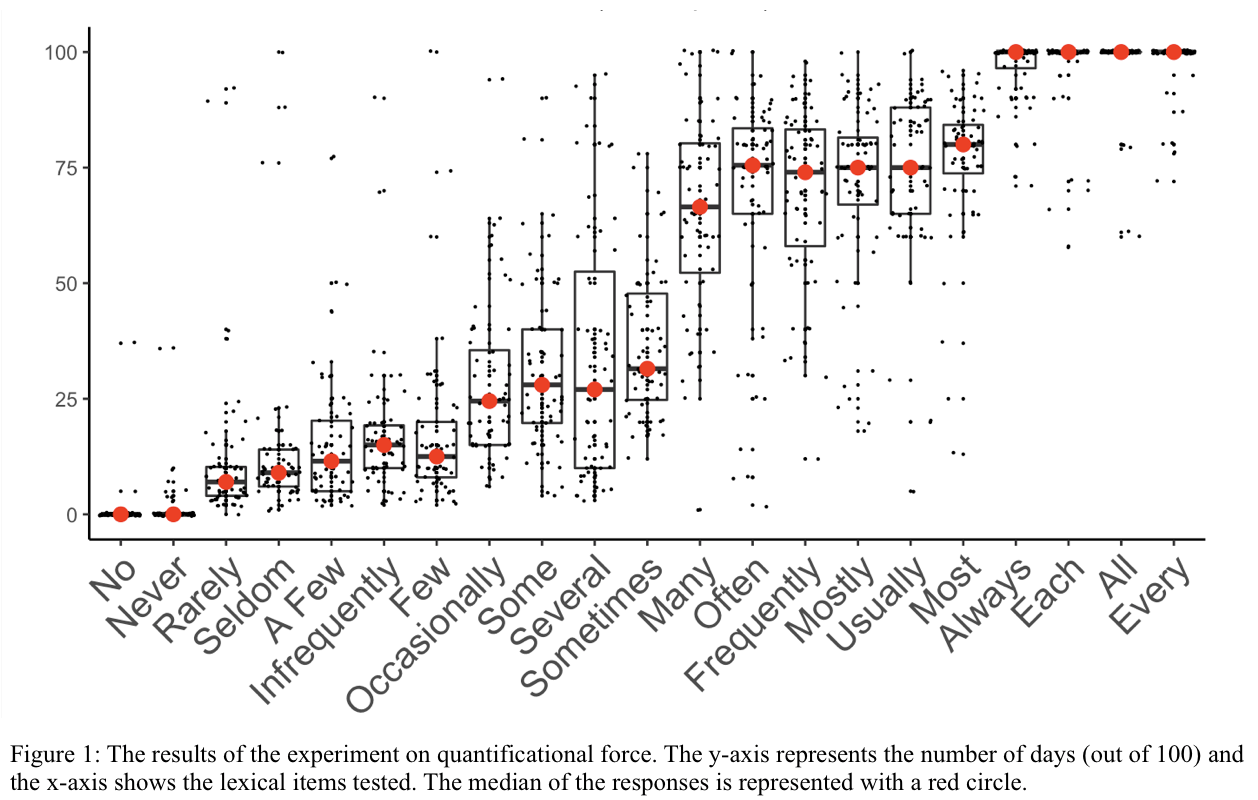 100
75
50
25
0
No
Never
Rarely
Seldom
A Few
Infrequently
Few
Occasionally
Some
Several
Sometimes
Many
Often
Frequently
Mostly
Usually
Most
Always
Each
All
Every
Figure 1: The results of the experiment on quantificational force. The y-axis represents the number of days (out of 100) and
the x-axis shows the lexical items tested. The median of the responses is represented with a red circle.